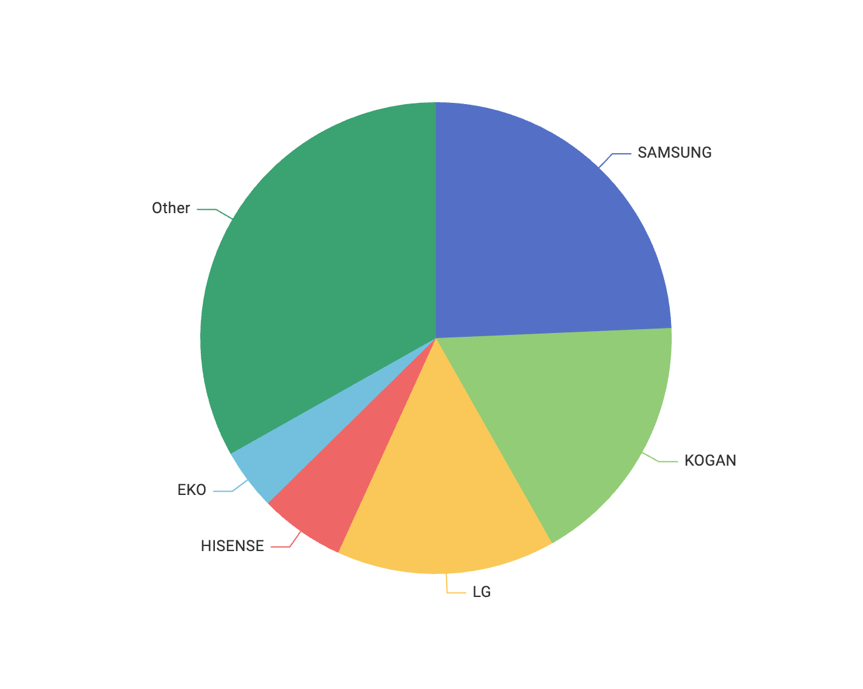 SAMSUNG
Other
KOGAN
EKO
HISENSE
LG